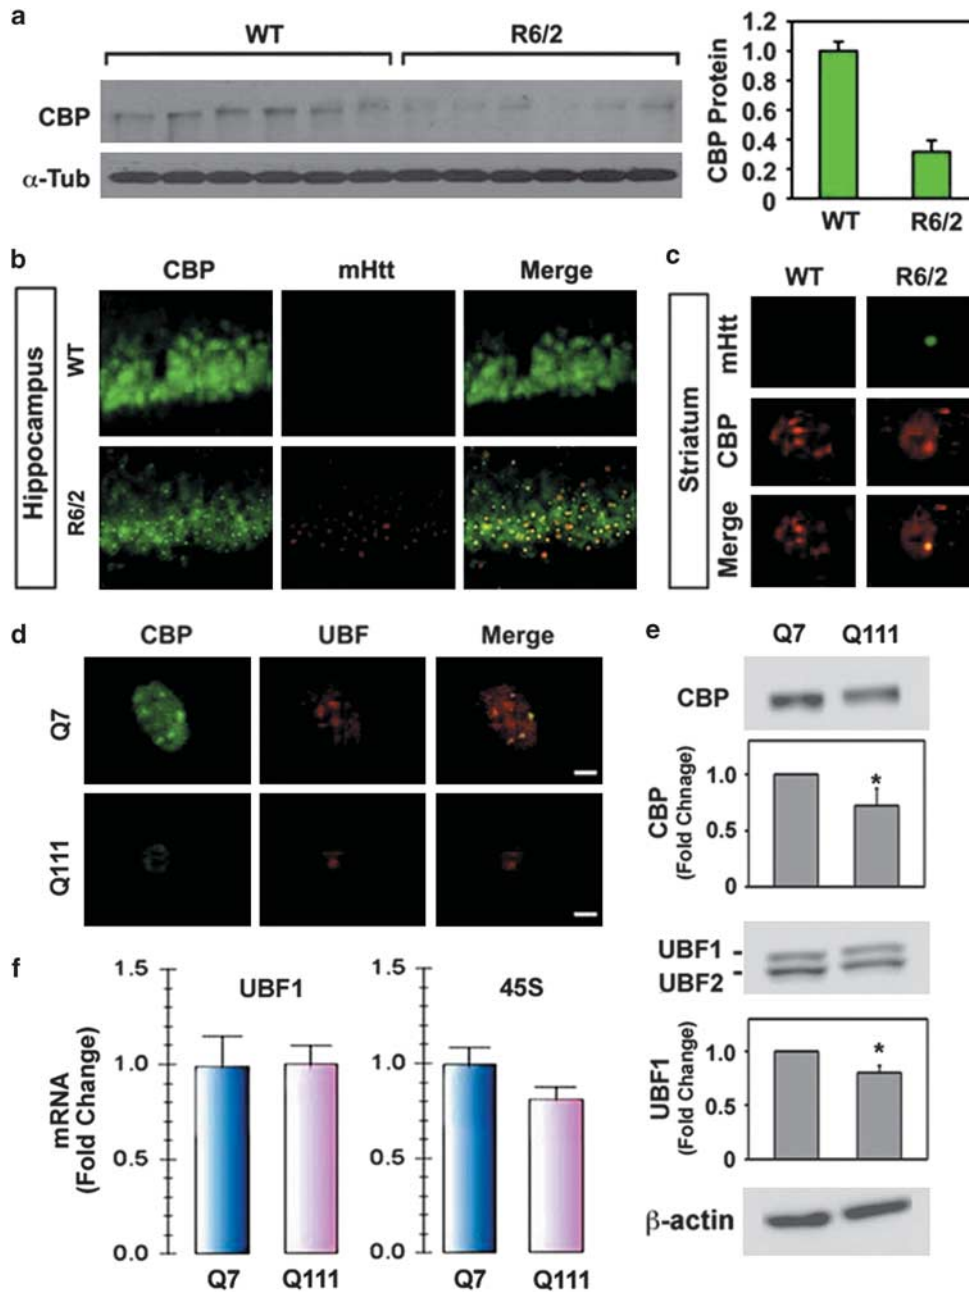 a
WT
R6/2
CBP
α-Tub
CBP Protein
1.2
1.0
0.8
0.6
0.4
0.2
0
WT
R6/2
b
CBP
mHtt
Merge
Hippocampus
WT
R6/2
c
WT
R6/2
Striatum
mHtt
CBP
Merge
d
CBP
UBF
Merge
Q7
Q111
e
Q7
Q111
CBP
CBP
(Fold Chnage)
1.0
0.5
0
*
UBF1 -
UBF2 -
UBF1
(Fold Change)
1.0
0.5
0
*
β-actin
f
mRNA
(Fold Change)
1.5
1.0
0.5
0.0
UBF1
Q7
Q111
1.5
1.0
0.5
0.0
45S
Q7
Q111